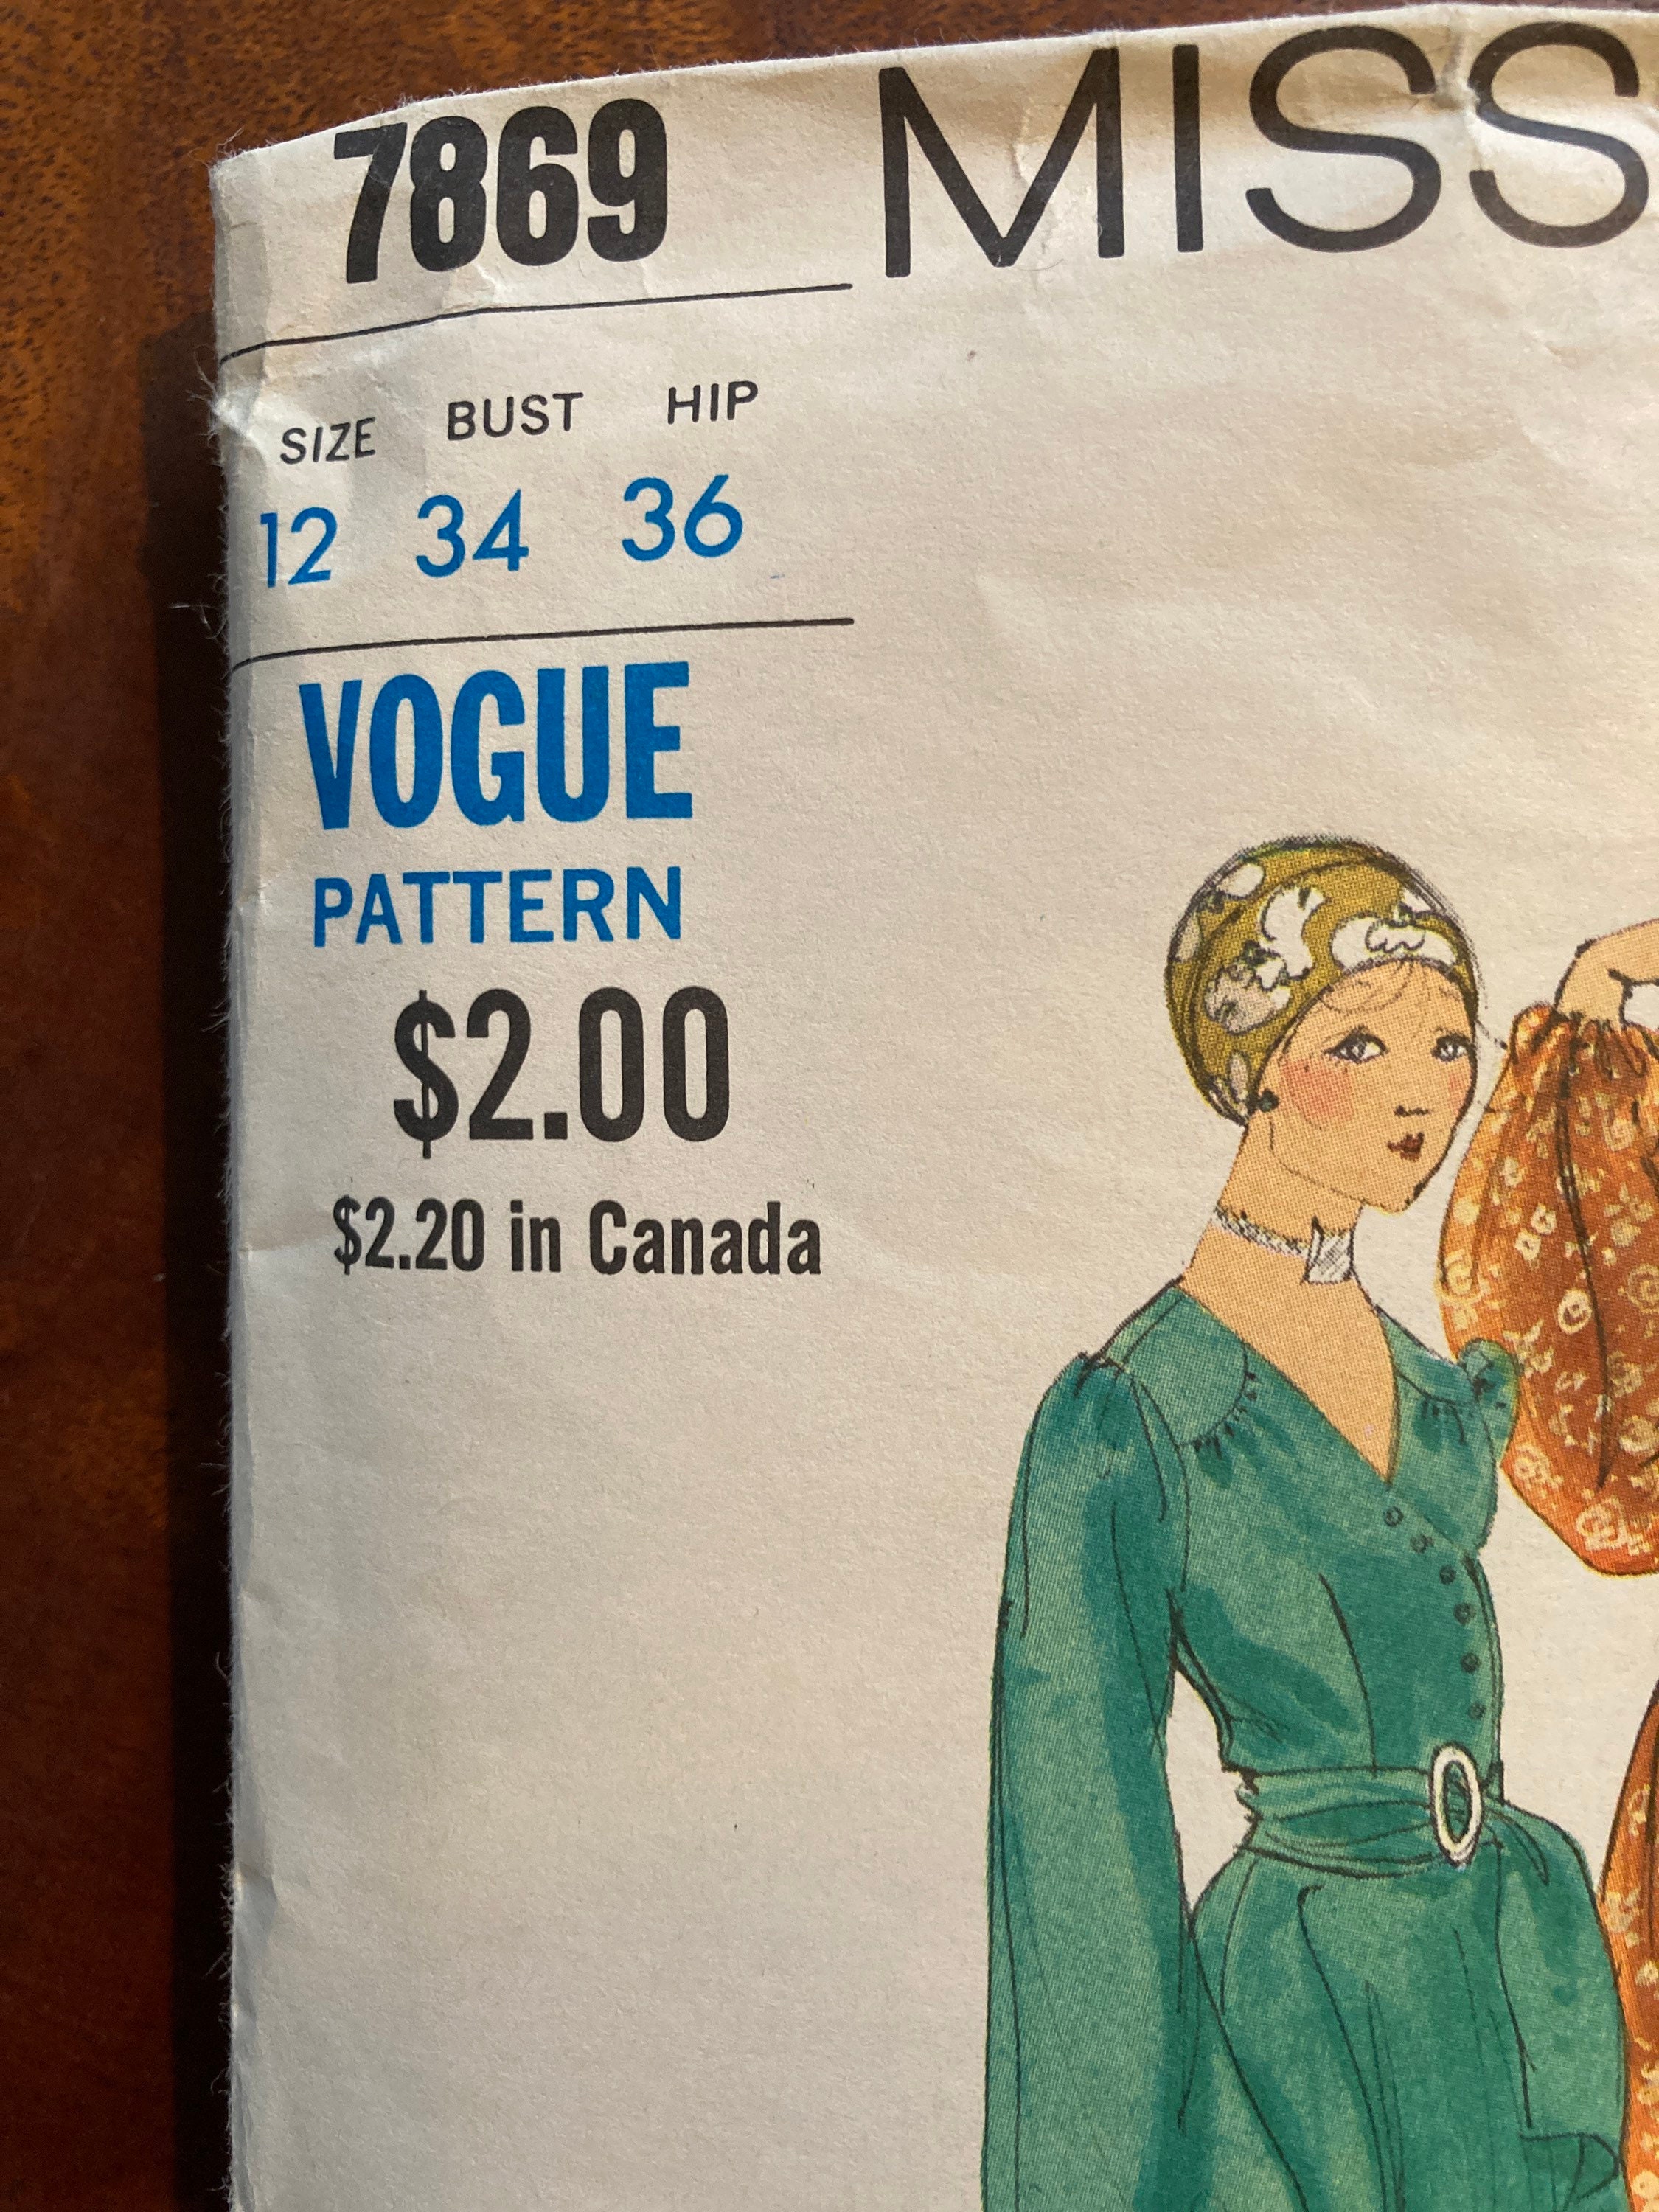 7869 MISS
SIZE BUST HIP
12 34 36
VOGUE
PATTERN
$2.00
$2.20 in Canada